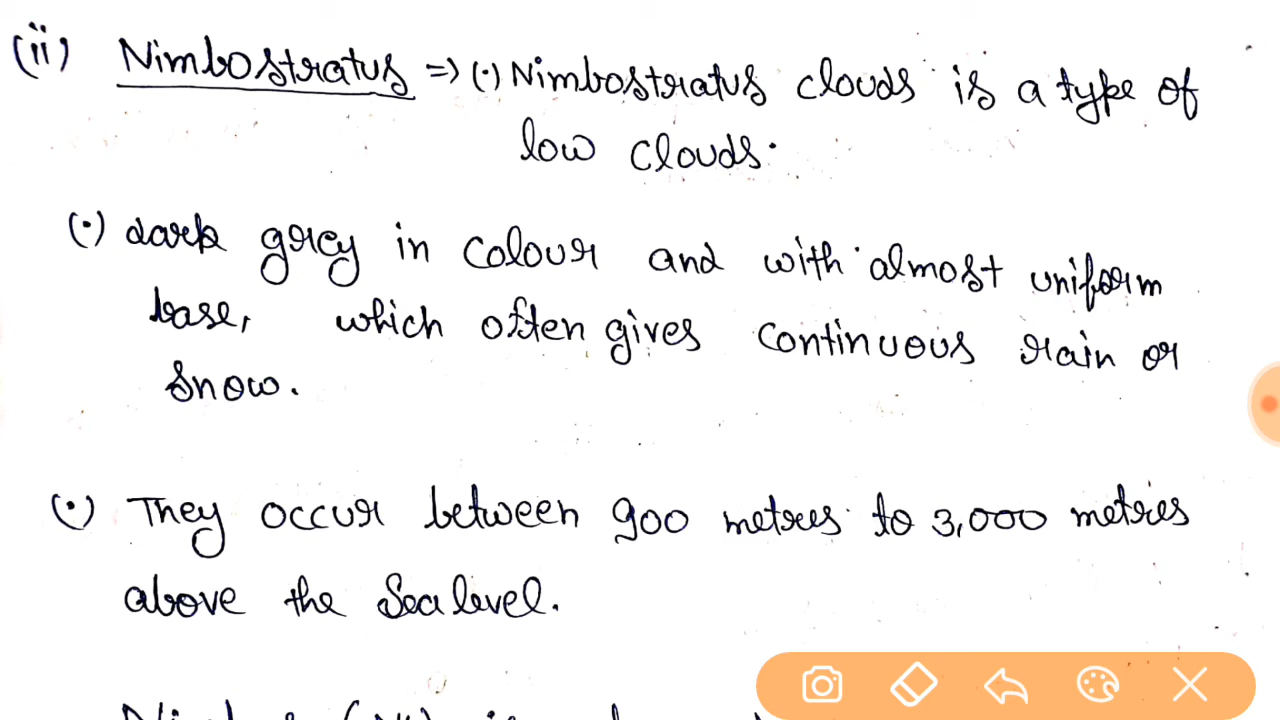 (ii) Nimbostratus => (·) Nimbostratus clouds is a type of
low clouds.
(·) dark grey in colour and with almost uniform
base, which often gives continuous rain or
snow.
(·) They occur between 900 metres to 3,000 metres
above the Sea level.